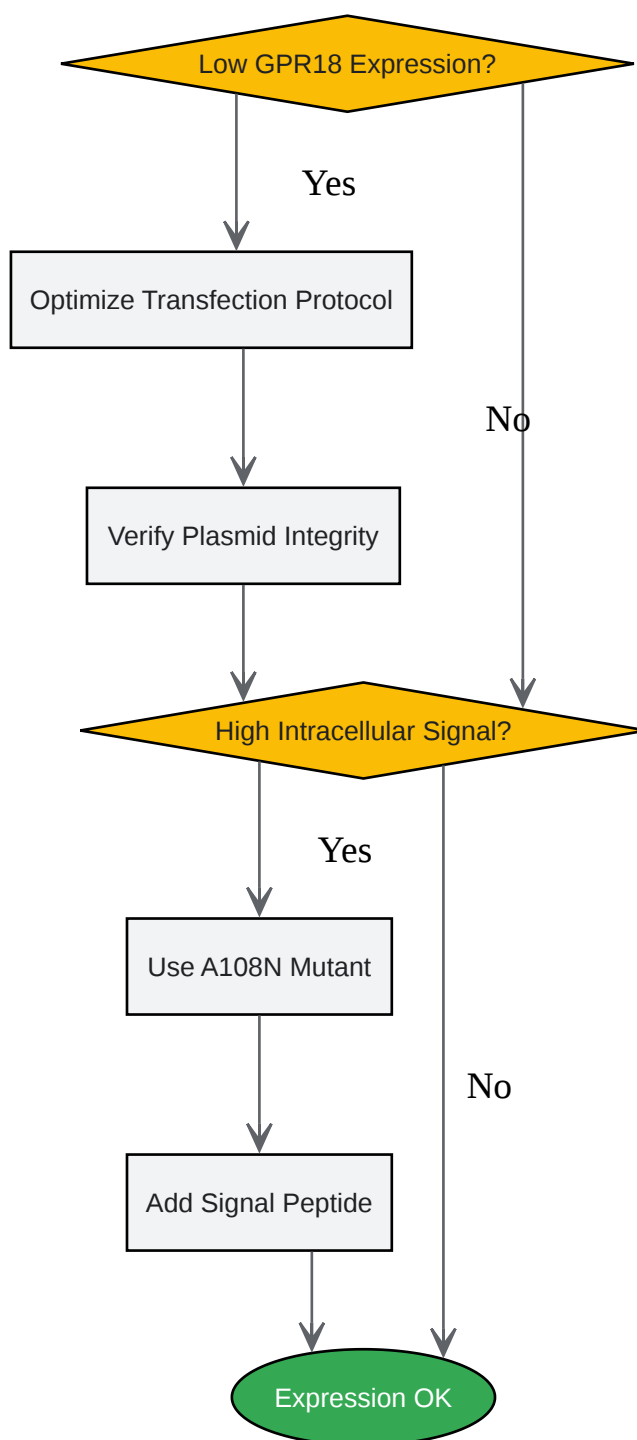 Low GPR18 Expression?
Yes
Optimize Transfection Protocol
No
Verify Plasmid Integrity
High Intracellular Signal?
Yes
Use A108N Mutant
No
Add Signal Peptide
Expression OK